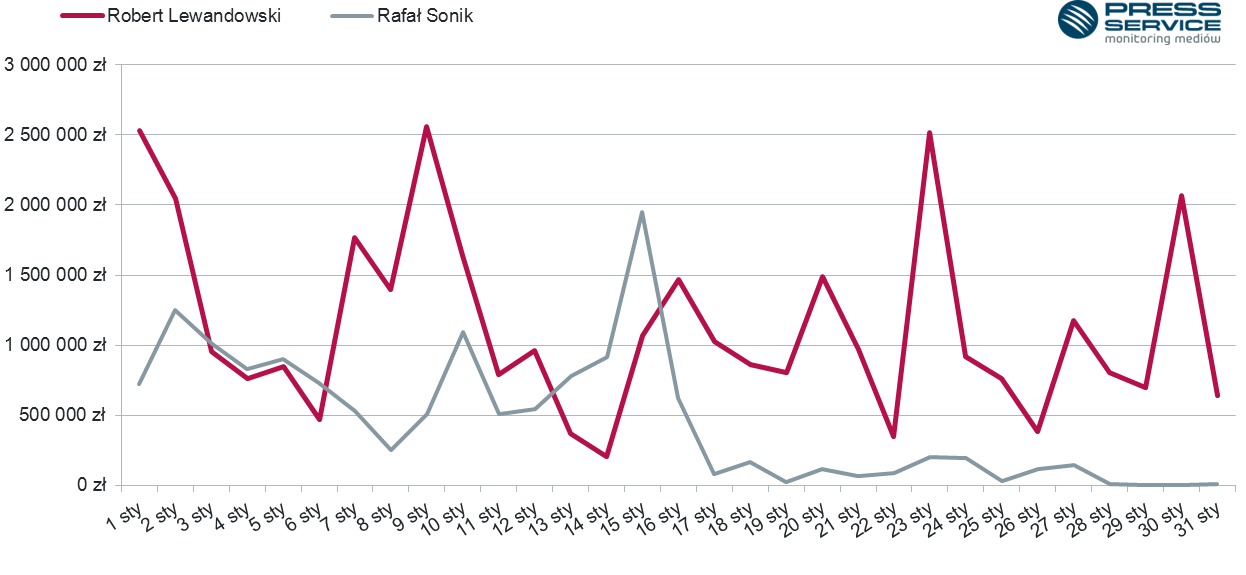 Robert Lewandowski
Rafał Sonik
PRESS
SERVICE
monitoring mediów
3 000 000 zł
2 500 000 zł
2 000 000 zł
1 500 000 zł
1 000 000 zł
500 000 zł
0 zł
1 sty
2 sty
3 sty
4 sty
5 sty
6 sty
7 sty
8 sty
9 sty
10 sty
11 sty
12 sty
13 sty
14 sty
15 sty
16 sty
17 sty
18 sty
19 sty
20 sty
21 sty
22 sty
23 sty
24 sty
25 sty
26 sty
27 sty
28 sty
29 sty
30 sty
31 sty